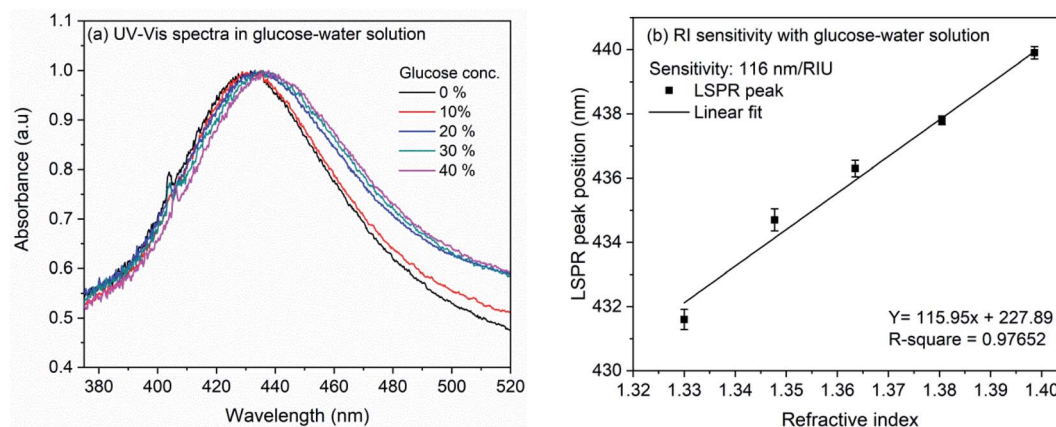 (a) UV-Vis spectra in glucose-water solution
Glucose conc.
0 %
10%
20 %
30 %
40 %
1.1
1.0
0.9
0.8
0.7
0.6
0.5
0.4
Absorbance (a.u)
380 400 420 440 460 480 500 520
Wavelength (nm)
(b) RI sensitivity with glucose-water solution
Sensitivity: 116 nm/RIU
LSPR peak
Linear fit
440
438
436
434
432
430
LSPR peak position (nm)
Y= 115.95x + 227.89
R-square = 0.97652
1.32 1.33 1.34 1.35 1.36 1.37 1.38 1.39 1.40
Refractive index